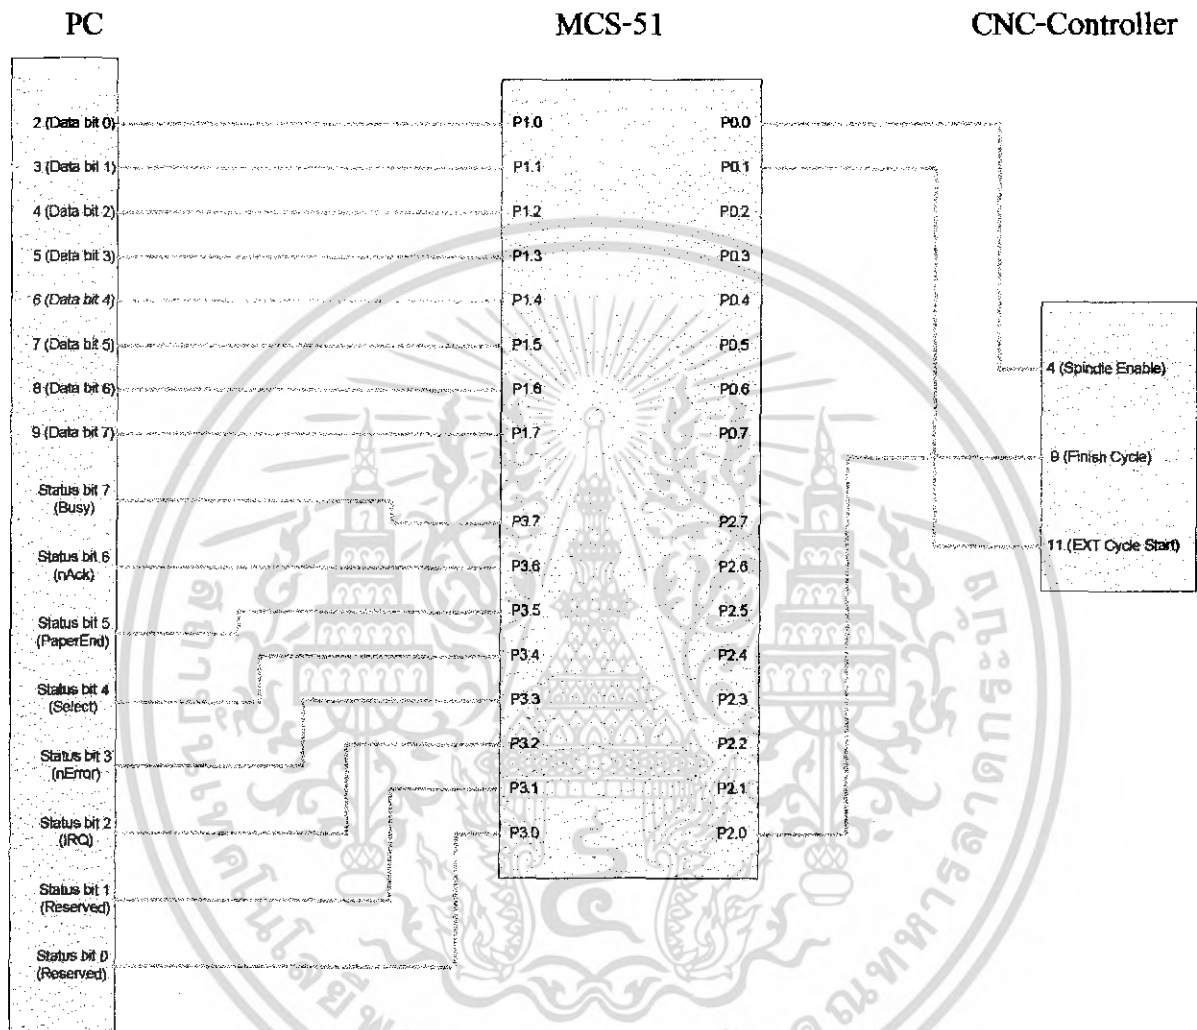 PC
MCS-51
CNC-Controller
2 (Data bit 0)
3 (Data bit 1)
4 (Data bit 2)
5 (Data bit 3)
6 (Data bit 4)
7 (Data bit 5)
8 (Data bit 6)
9 (Data bit 7)
Status bit 7
(Busy)
Status bit 6
(nAck)
Status bit 5
(PaperEnd)
Status bit 4
(Select)
Status bit 3
(nError)
Status bit 2
(IRQ)
Status bit 1
(Reserved)
Status bit 0
(Reserved)
P1.0
P1.1
P1.2
P1.3
P1.4
P1.5
P1.6
P1.7
P3.7
P3.6
P3.5
P3.4
P3.3
P3.2
P3.1
P3.0
P0.0
P0.1
P0.2
P0.3
P0.4
P0.5
P0.6
P0.7
P2.7
P2.6
P2.5
P2.4
P2.3
P2.2
P2.1
P2.0
4 (Spindle Enable)
9 (Finish Cycle)
11 (EXT Cycle Start)